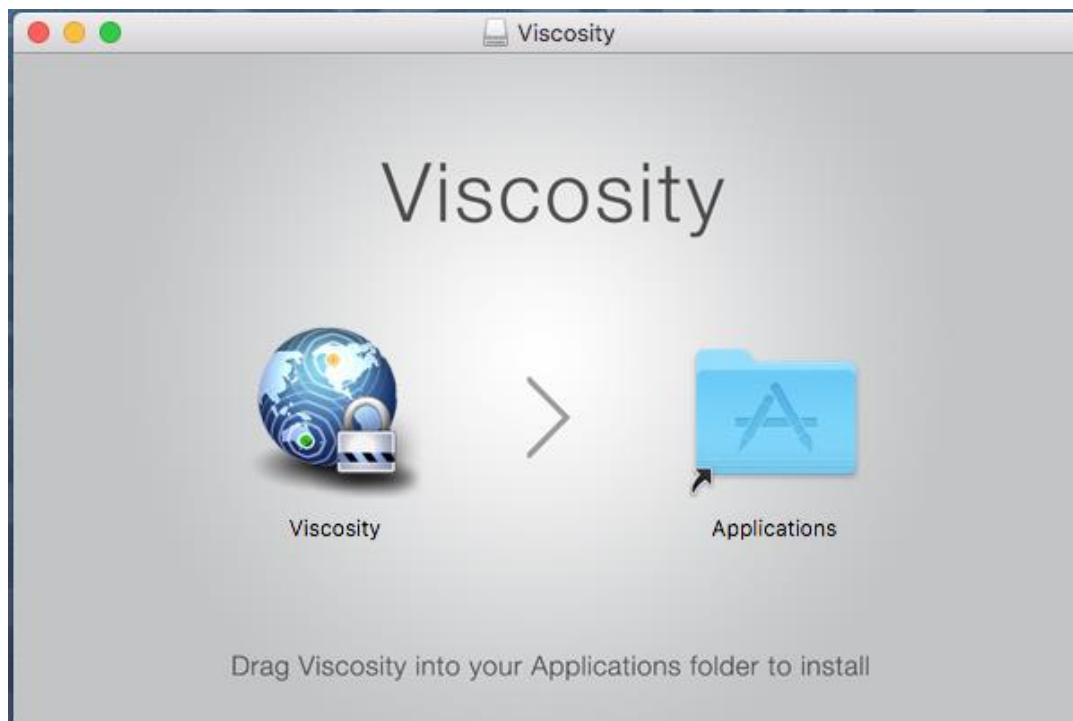 Viscosity
Viscosity
Viscosity
Applications
Drag Viscosity into your Applications folder to install